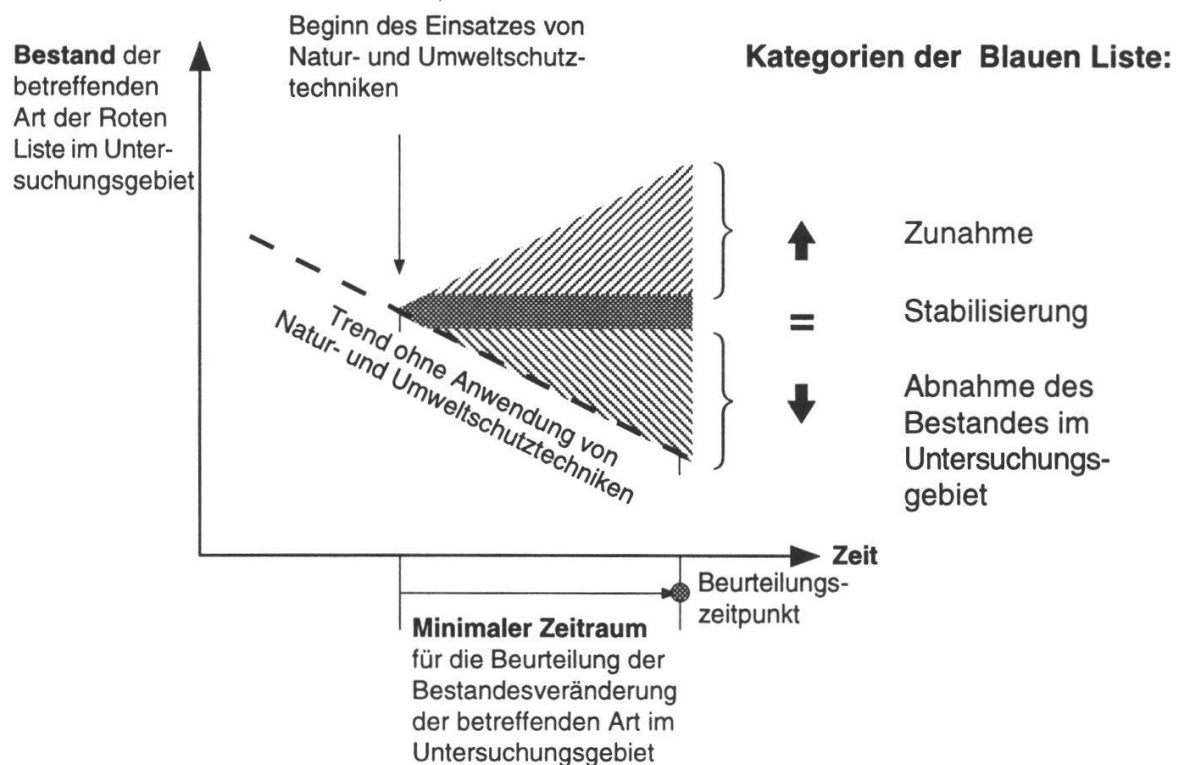 Beginn des Einsatzes von
Natur- und Umweltschutz-
techniken
Bestand der
betreffenden
Art der Roten
Liste im Unter-
suchungsgebiet
Kategorien der Blauen Liste:
Zunahme
=
Stabilisierung
Abnahme des
Bestandes im
Untersuchungs-
gebiet
Trend ohne Anwendung von
Natur- und Umweltschutztechniken
Zeit
Beurteilungs-
zeitpunkt
Minimaler Zeitraum
für die Beurteilung der
Bestandesveränderung
der betreffenden Art im
Untersuchungsgebiet